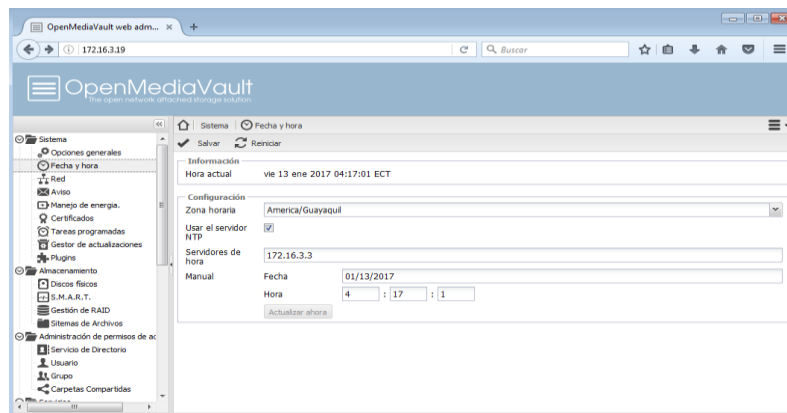 OpenMediaVault web adm...
172.16.3.19
Buscar
OpenMediaVault
The open network attached storage solution
Sistema
Opciones generales
Fecha y hora
Red
Aviso
Manejo de energia.
Certificados
Tareas programadas
Gestor de actualizaciones
Plugins
Almacenamiento
Discos físicos
S.M.A.R.T.
Gestión de RAID
Sitemas de Archivos
Administración de permisos de ac
Servicio de Directorio
Usuario
Grupo
Carpetas Compartidas
Sistema Fecha y hora
Salvar Reiniciar
Información
Hora actual vie 13 ene 2017 04:17:01 ECT
Configuración
Zona horaria America/Guayaquil
Usar el servidor NTP
Servidores de hora 172.16.3.3
Manual Fecha 01/13/2017
Hora 4 : 17 : 1
Actualizar ahora